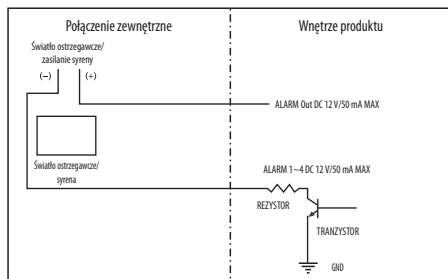 Połączenie zewnętrzne
Wnętrze produktu
Światło ostrzegawcze/
zasilanie syreny
(−) (+)
ALARM Out DC 12 V/50 mA MAX
Światło ostrzegawcze/
syrena
ALARM 1~4 DC 12 V/50 mA MAX
REZYSTOR
TRANZYSTOR
GND